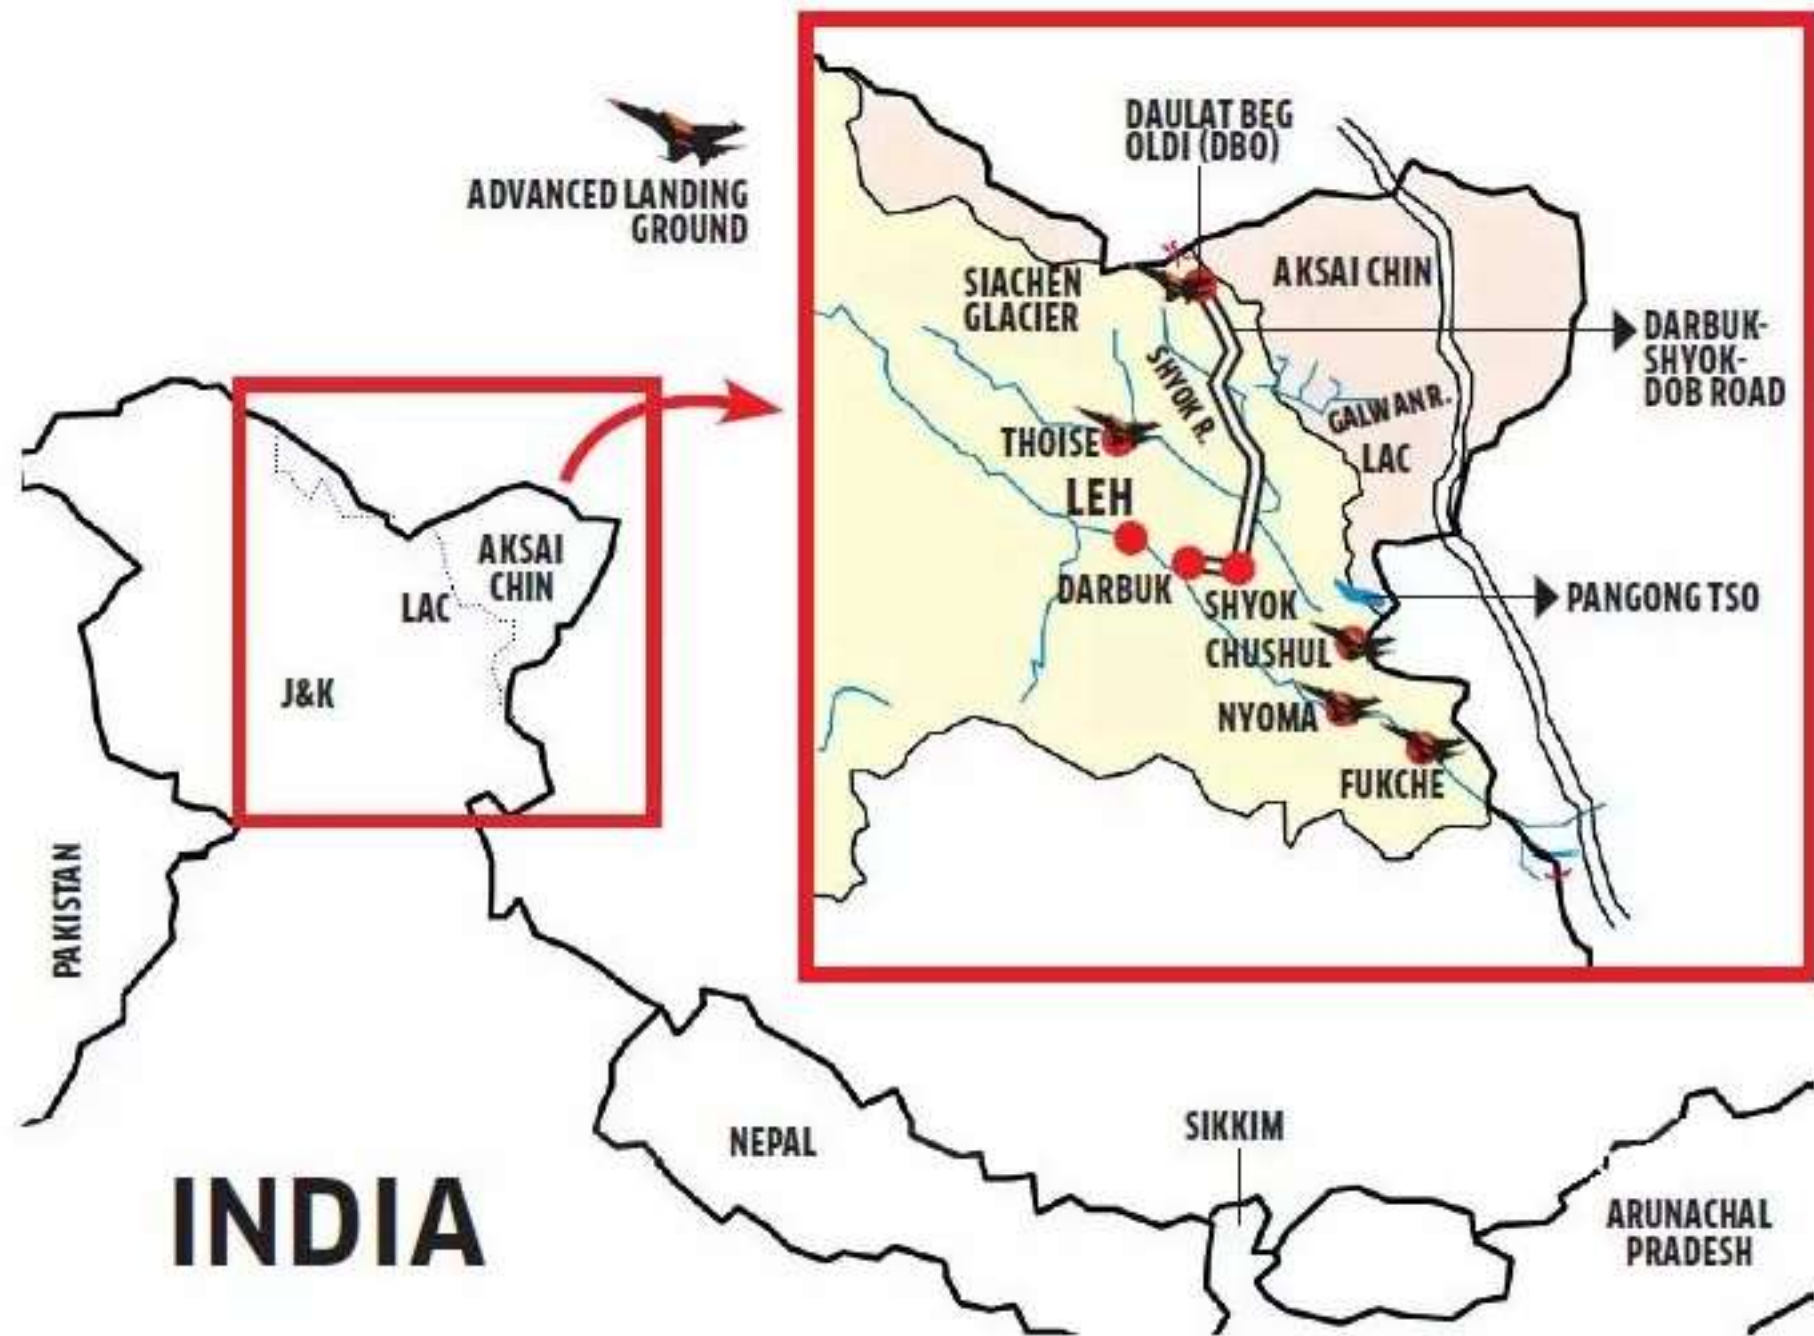 ADVANCED LANDING
GROUND
DAULAT BEG
OLDI (DBO)
SIACHEN
GLACIER
AKSAI CHIN
DARBUK-
SHYOK-
DOB ROAD
SHYOK R.
GALWAN R.
LAC
THOISE
LEH
DARBUK
SHYOK
PANGONG TSO
CHUSHUL
NYOMA
FUKCHE
AKSAI
CHIN
LAC
J&K
PAKISTAN
INDIA
NEPAL
SIKKIM
ARUNACHAL
PRADESH